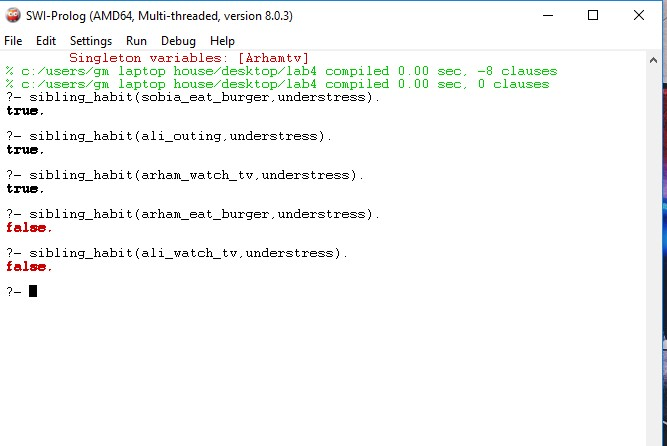 SWI-Prolog (AMD64, Multi-threaded, version 8.0.3)
File Edit Settings Run Debug Help
Singleton variables: [Arhamtv]
% c:/users/gm laptop house/desktop/lab4 compiled 0.00 sec, -8 clauses
% c:/users/gm laptop house/desktop/lab4 compiled 0.00 sec, 0 clauses
?- sibling_habit(sobia_eat_burger,understress).
true.
?- sibling_habit(ali_outing,understress).
true.
?- sibling_habit(arham_watch_tv,understress).
true.
?- sibling_habit(arham_eat_burger,understress).
false.
?- sibling_habit(ali_watch_tv,understress).
false.
?-